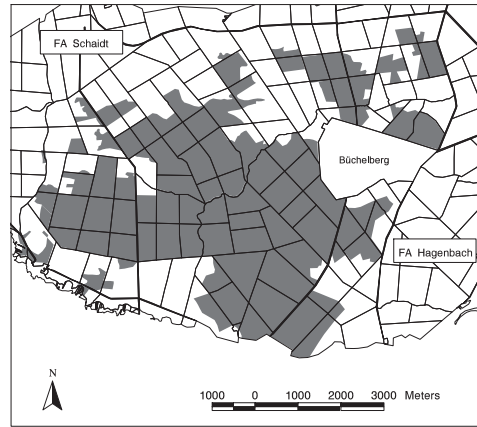 FA Schaidt
Büchelberg
FA Hagenbach
N
1000 0 1000 2000 3000 Meters